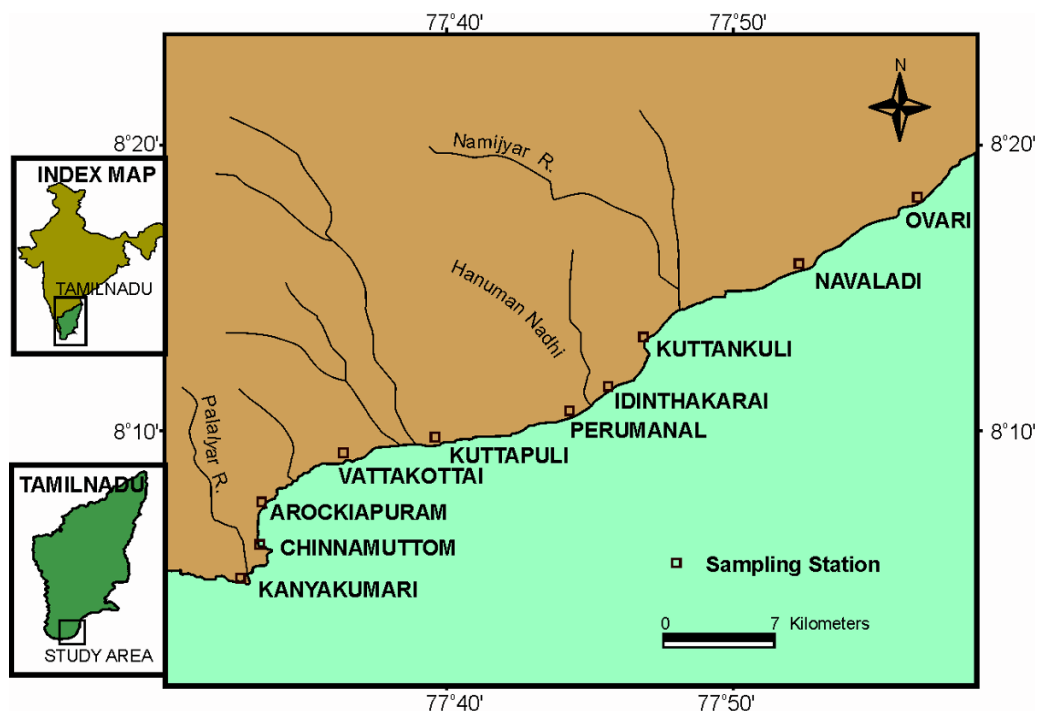 77°40'
77°50'
N
8°20'
8°20'
INDEX MAP
TAMILNADU
Namijyar R.
Hanuman Nadhi
OVARI
NAVALADI
KUTTANKULI
IDINTHAKARAI
PERUMANAL
8°10'
8°10'
KUTTAPULI
VATTAKOTTAI
Palalyar R.
TAMILNADU
AROCKIAPURAM
CHINNAMUTTOM
KANYAKUMARI
Sampling Station
0 7 Kilometers
STUDY AREA
77°40'
77°50'